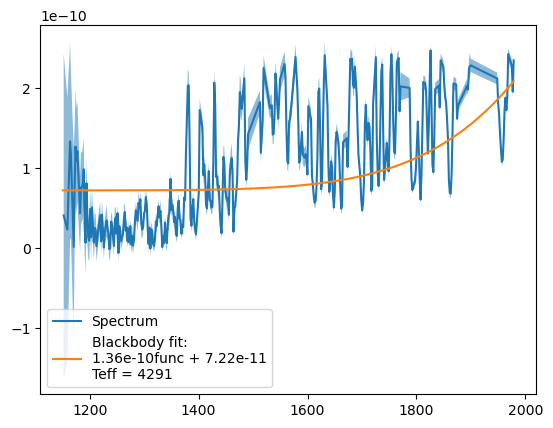 1e−10
2
1
0
−1
Spectrum
Blackbody fit:
1.36e-10func + 7.22e-11
Teff = 4291
1200
1400
1600
1800
2000